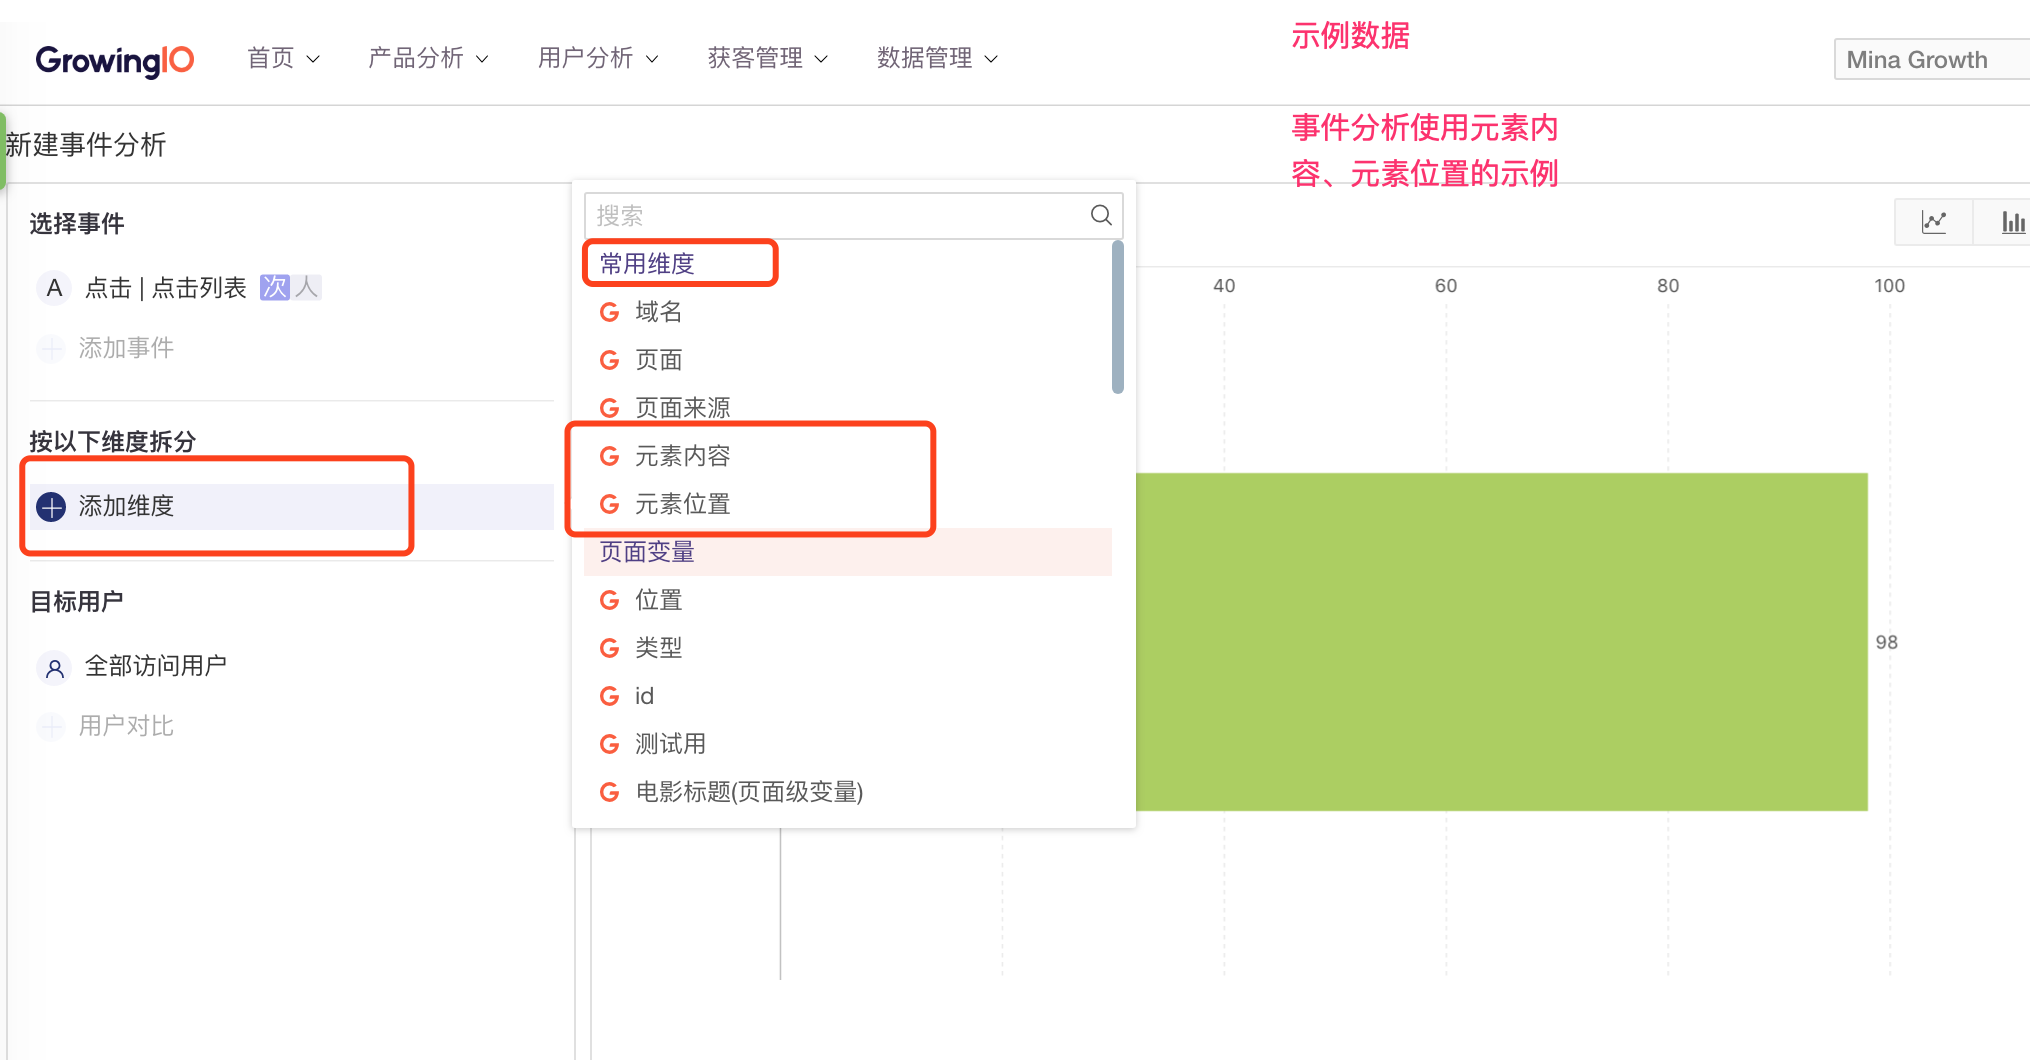 GrowingIO
首页
产品分析
用户分析
获客管理
数据管理
示例数据
Mina Growth
新建事件分析
事件分析使用元素内
容、元素位置的示例
选择事件
A 点击 | 点击列表 次 人
添加事件
按以下维度拆分
添加维度
目标用户
全部访问用户
用户对比
搜索
常用维度
G 域名
G 页面
G 页面来源
G 元素内容
G 元素位置
页面变量
G 位置
G 类型
G id
G 测试用
G 电影标题(页面级变量)
40
60
80
100
98